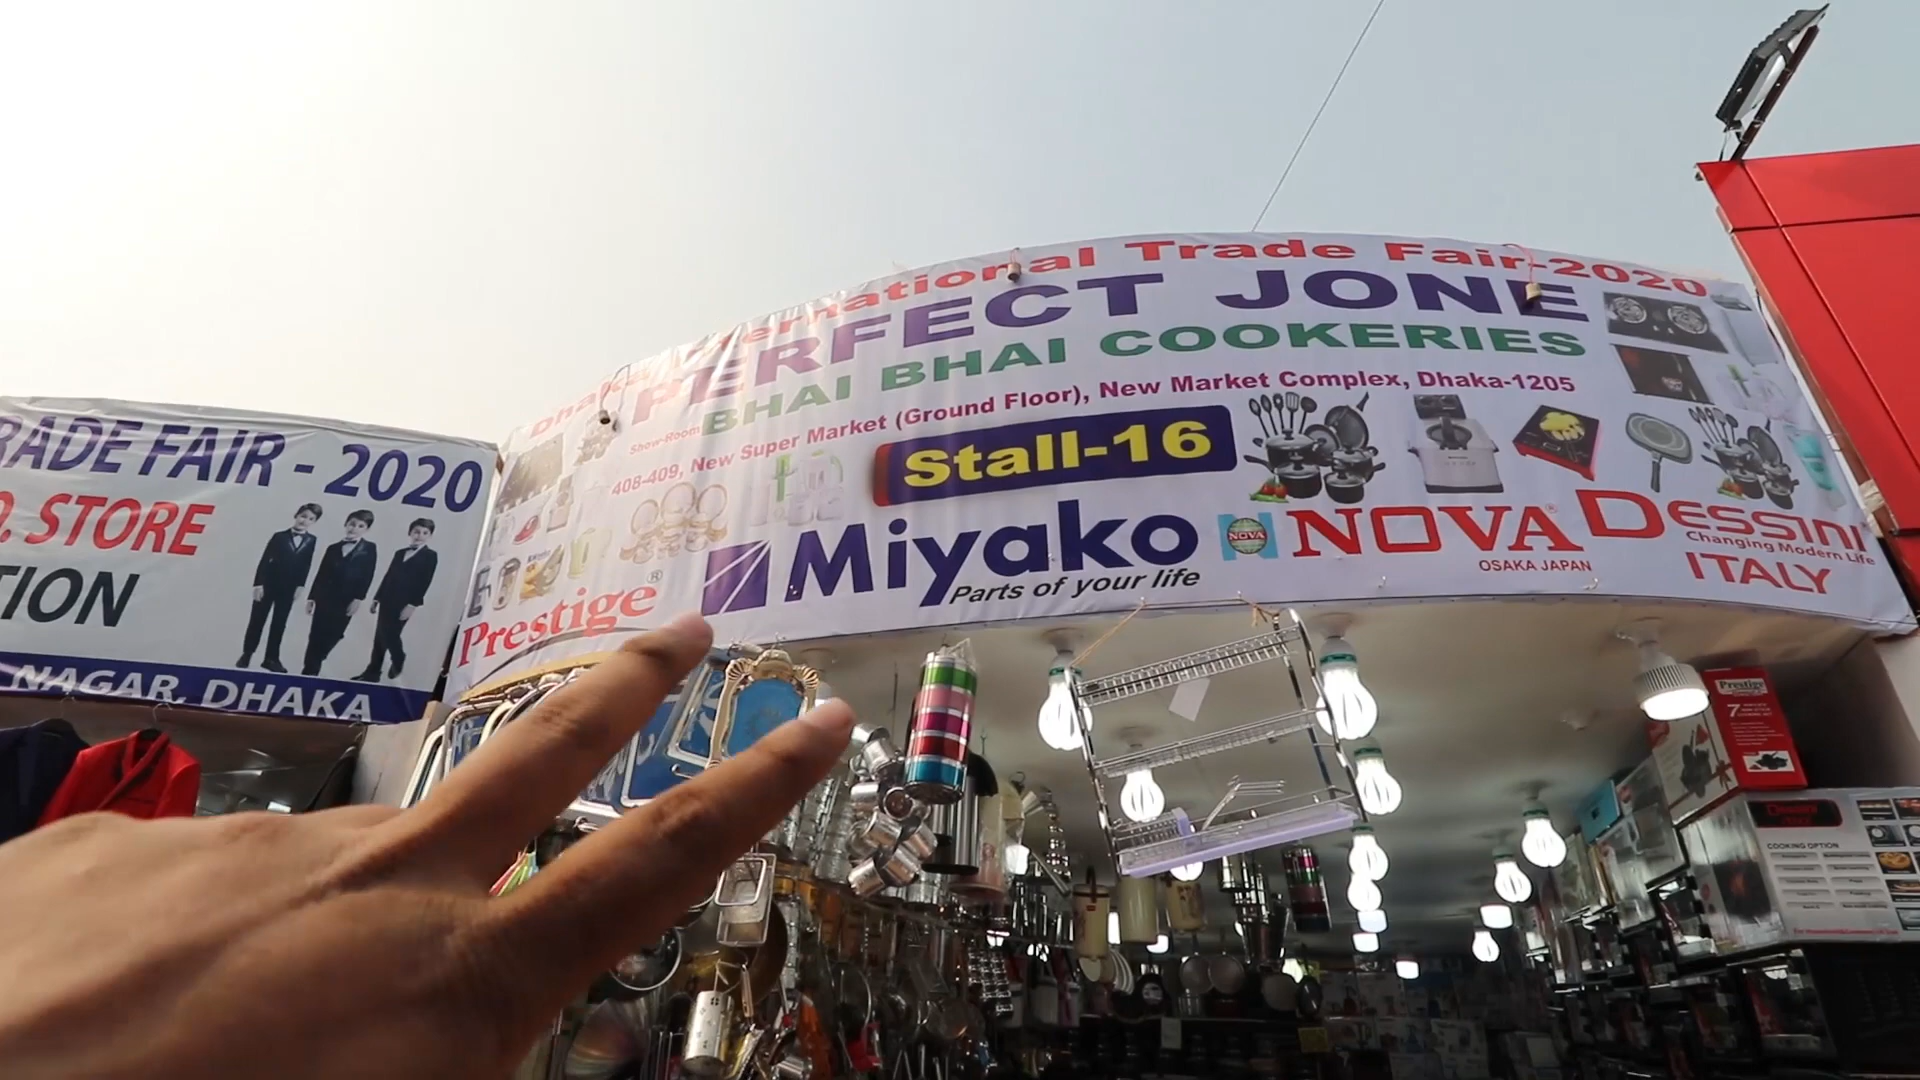 RADE FAIR - 2020
STORE
TION
NAGAR, DHAKA
Dhaka International Trade Fair-2020
PERFECT JONE
BHAI BHAI COOKERIES
Show-Room
408-409, New Super Market (Ground Floor), New Market Complex, Dhaka-1205
Stall-16
Prestige®
Miyako
Parts of your life
NOVA
NOVA®
OSAKA JAPAN
DESSINI
Changing Modern Life
ITALY
Prestige
7
Dessini
COOKING OPTION